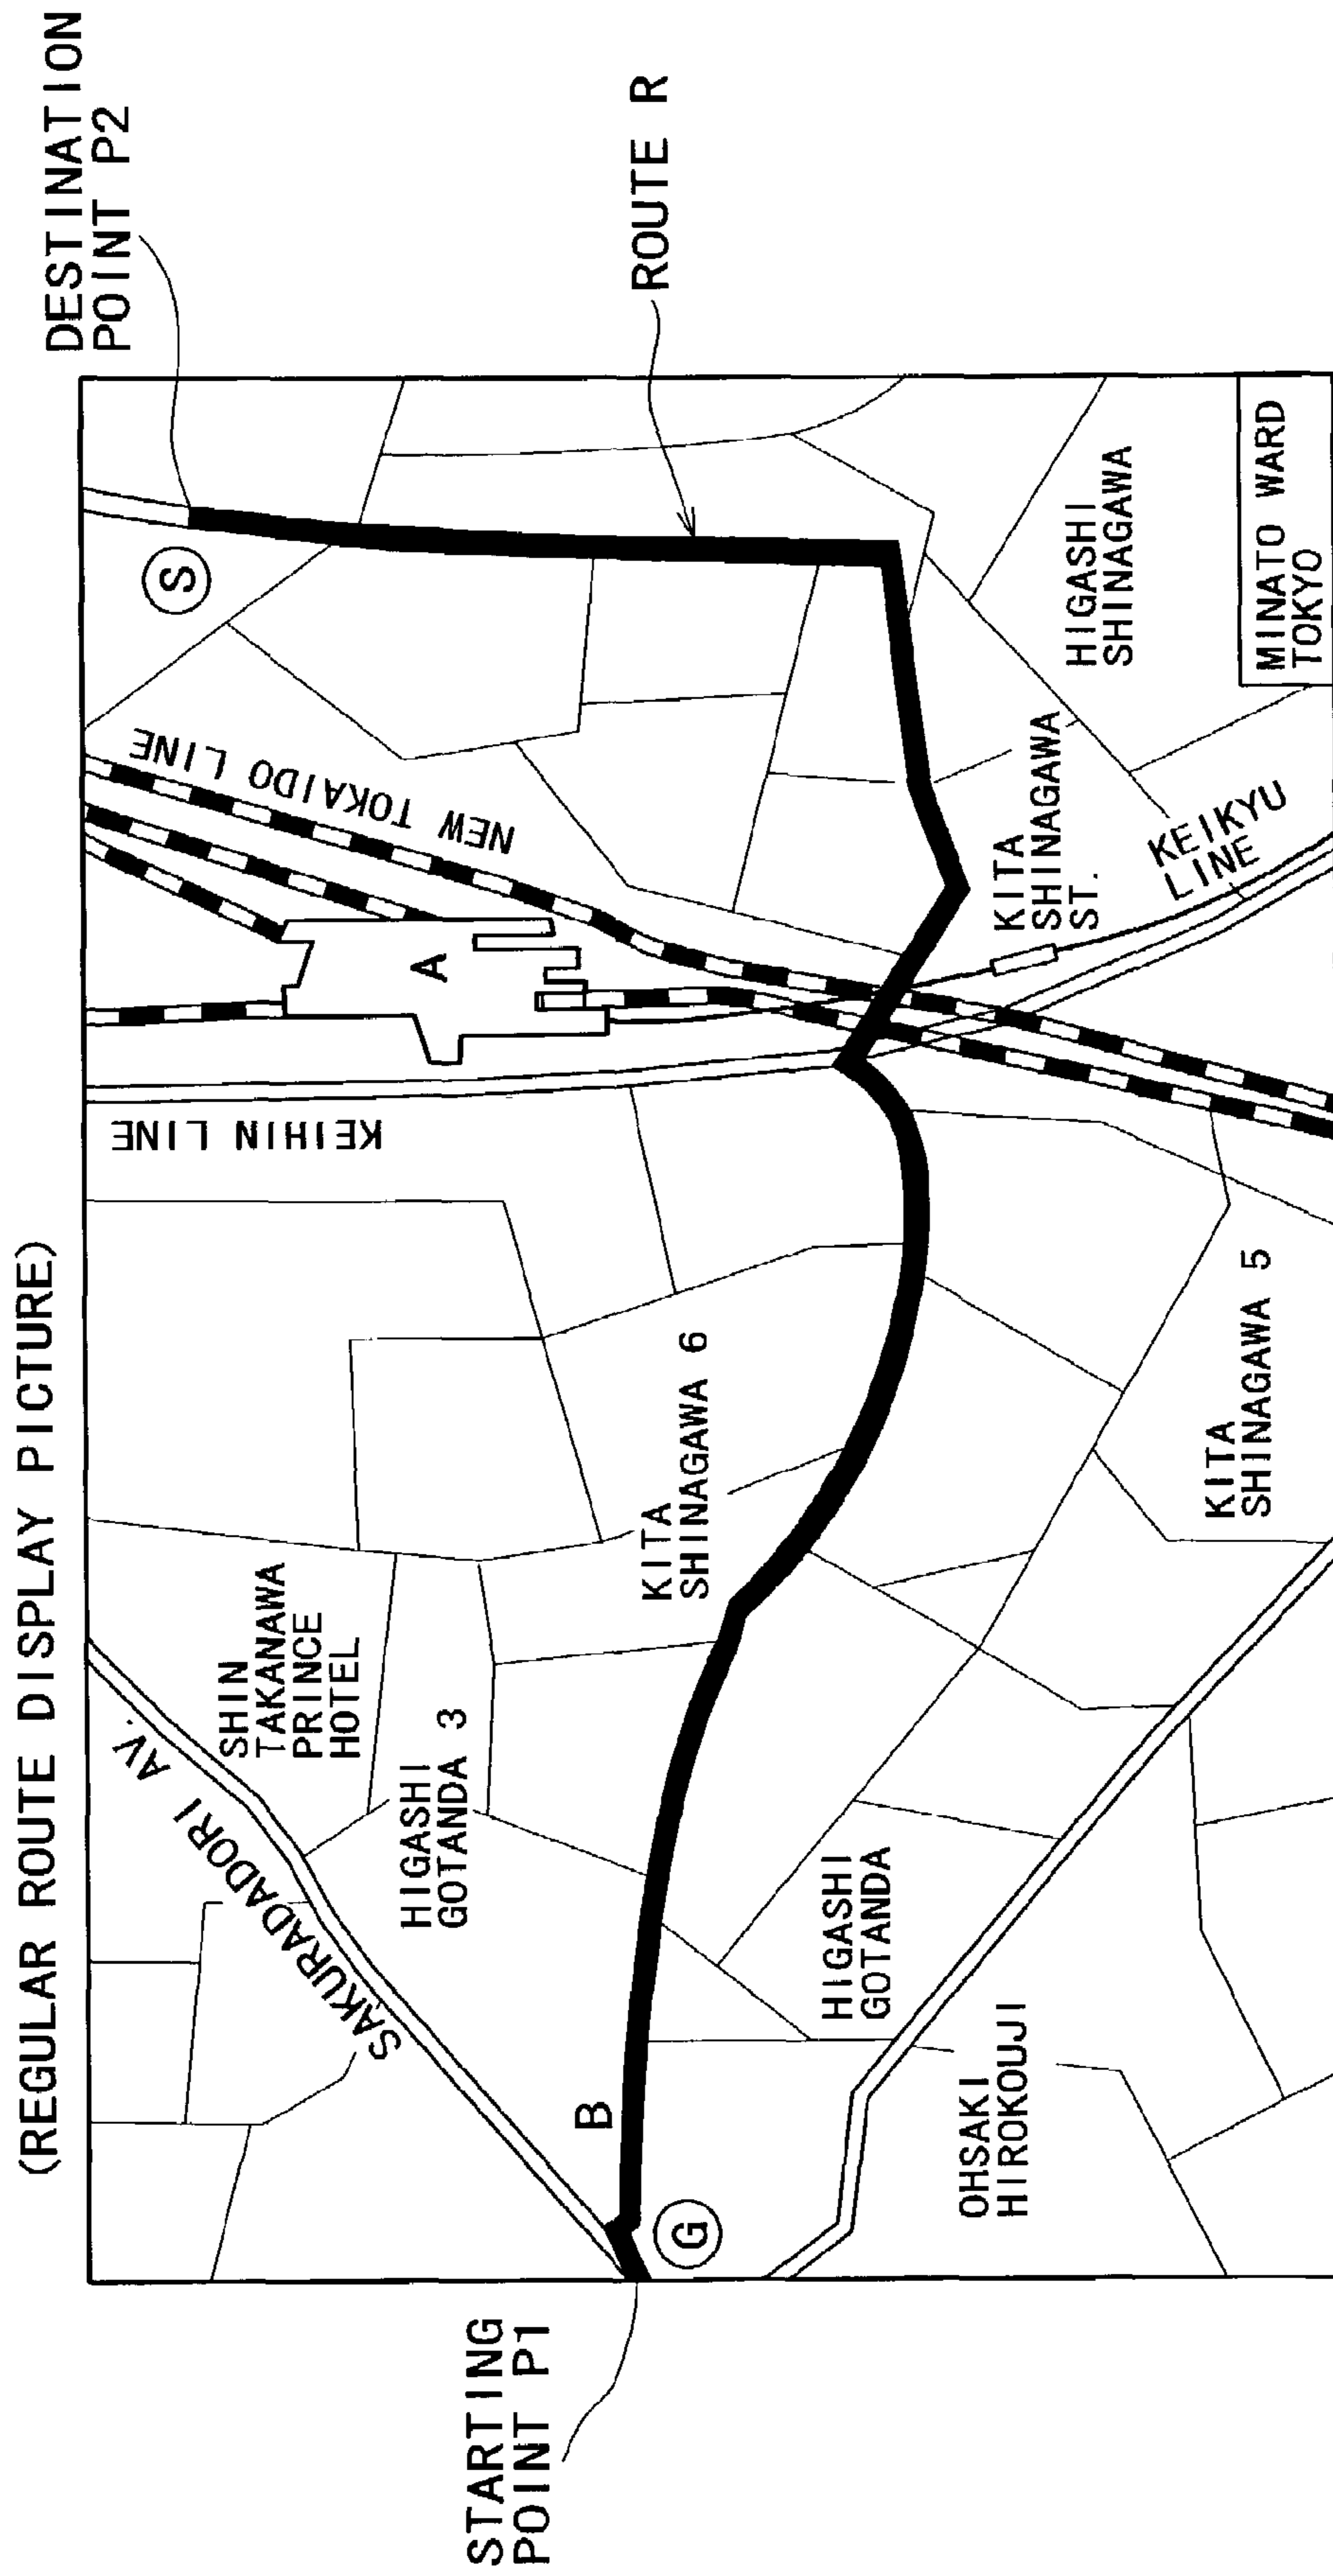 (REGULAR ROUTE DISPLAY PICTURE)
DESTINATION
POINT P2
ROUTE R
STARTING
POINT P1
SAKURADADORI AV.
SHIN
TAKANAWA
PRINCE
HOTEL
HIGASHI
GOTANDA 3
KEIHIN LINE
A
NEW TOKAIDO LINE
S
B
G
KITA
SHINAGAWA 6
HIGASHI
GOTANDA
OHSAKI
HIROKOUJI
KITA
SHINAGAWA 5
KITA
SHINAGAWA
ST.
KEIKYU
LINE
HIGASHI
SHINAGAWA
MINATO WARD
TOKYO